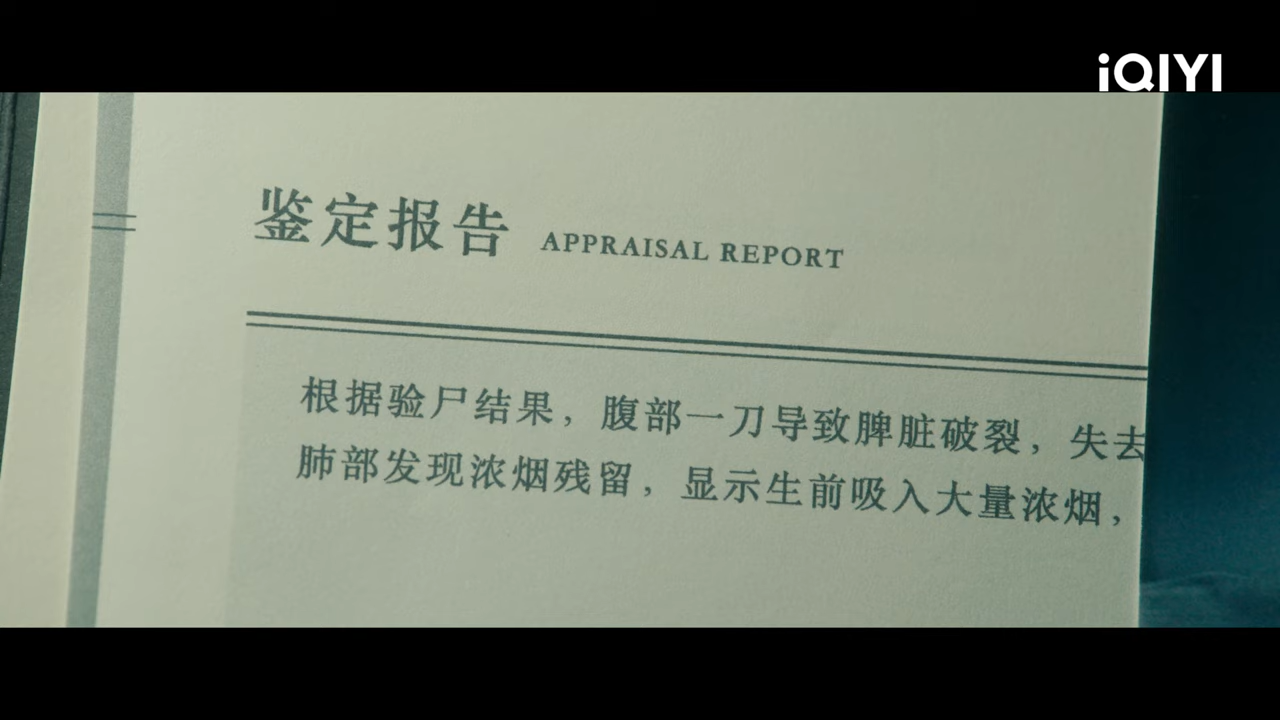 iQIYI
鉴定报告 APPRAISAL REPORT
根据验尸结果，腹部一刀导致脾脏破裂，失去
肺部发现浓烟残留，显示生前吸入大量浓烟，